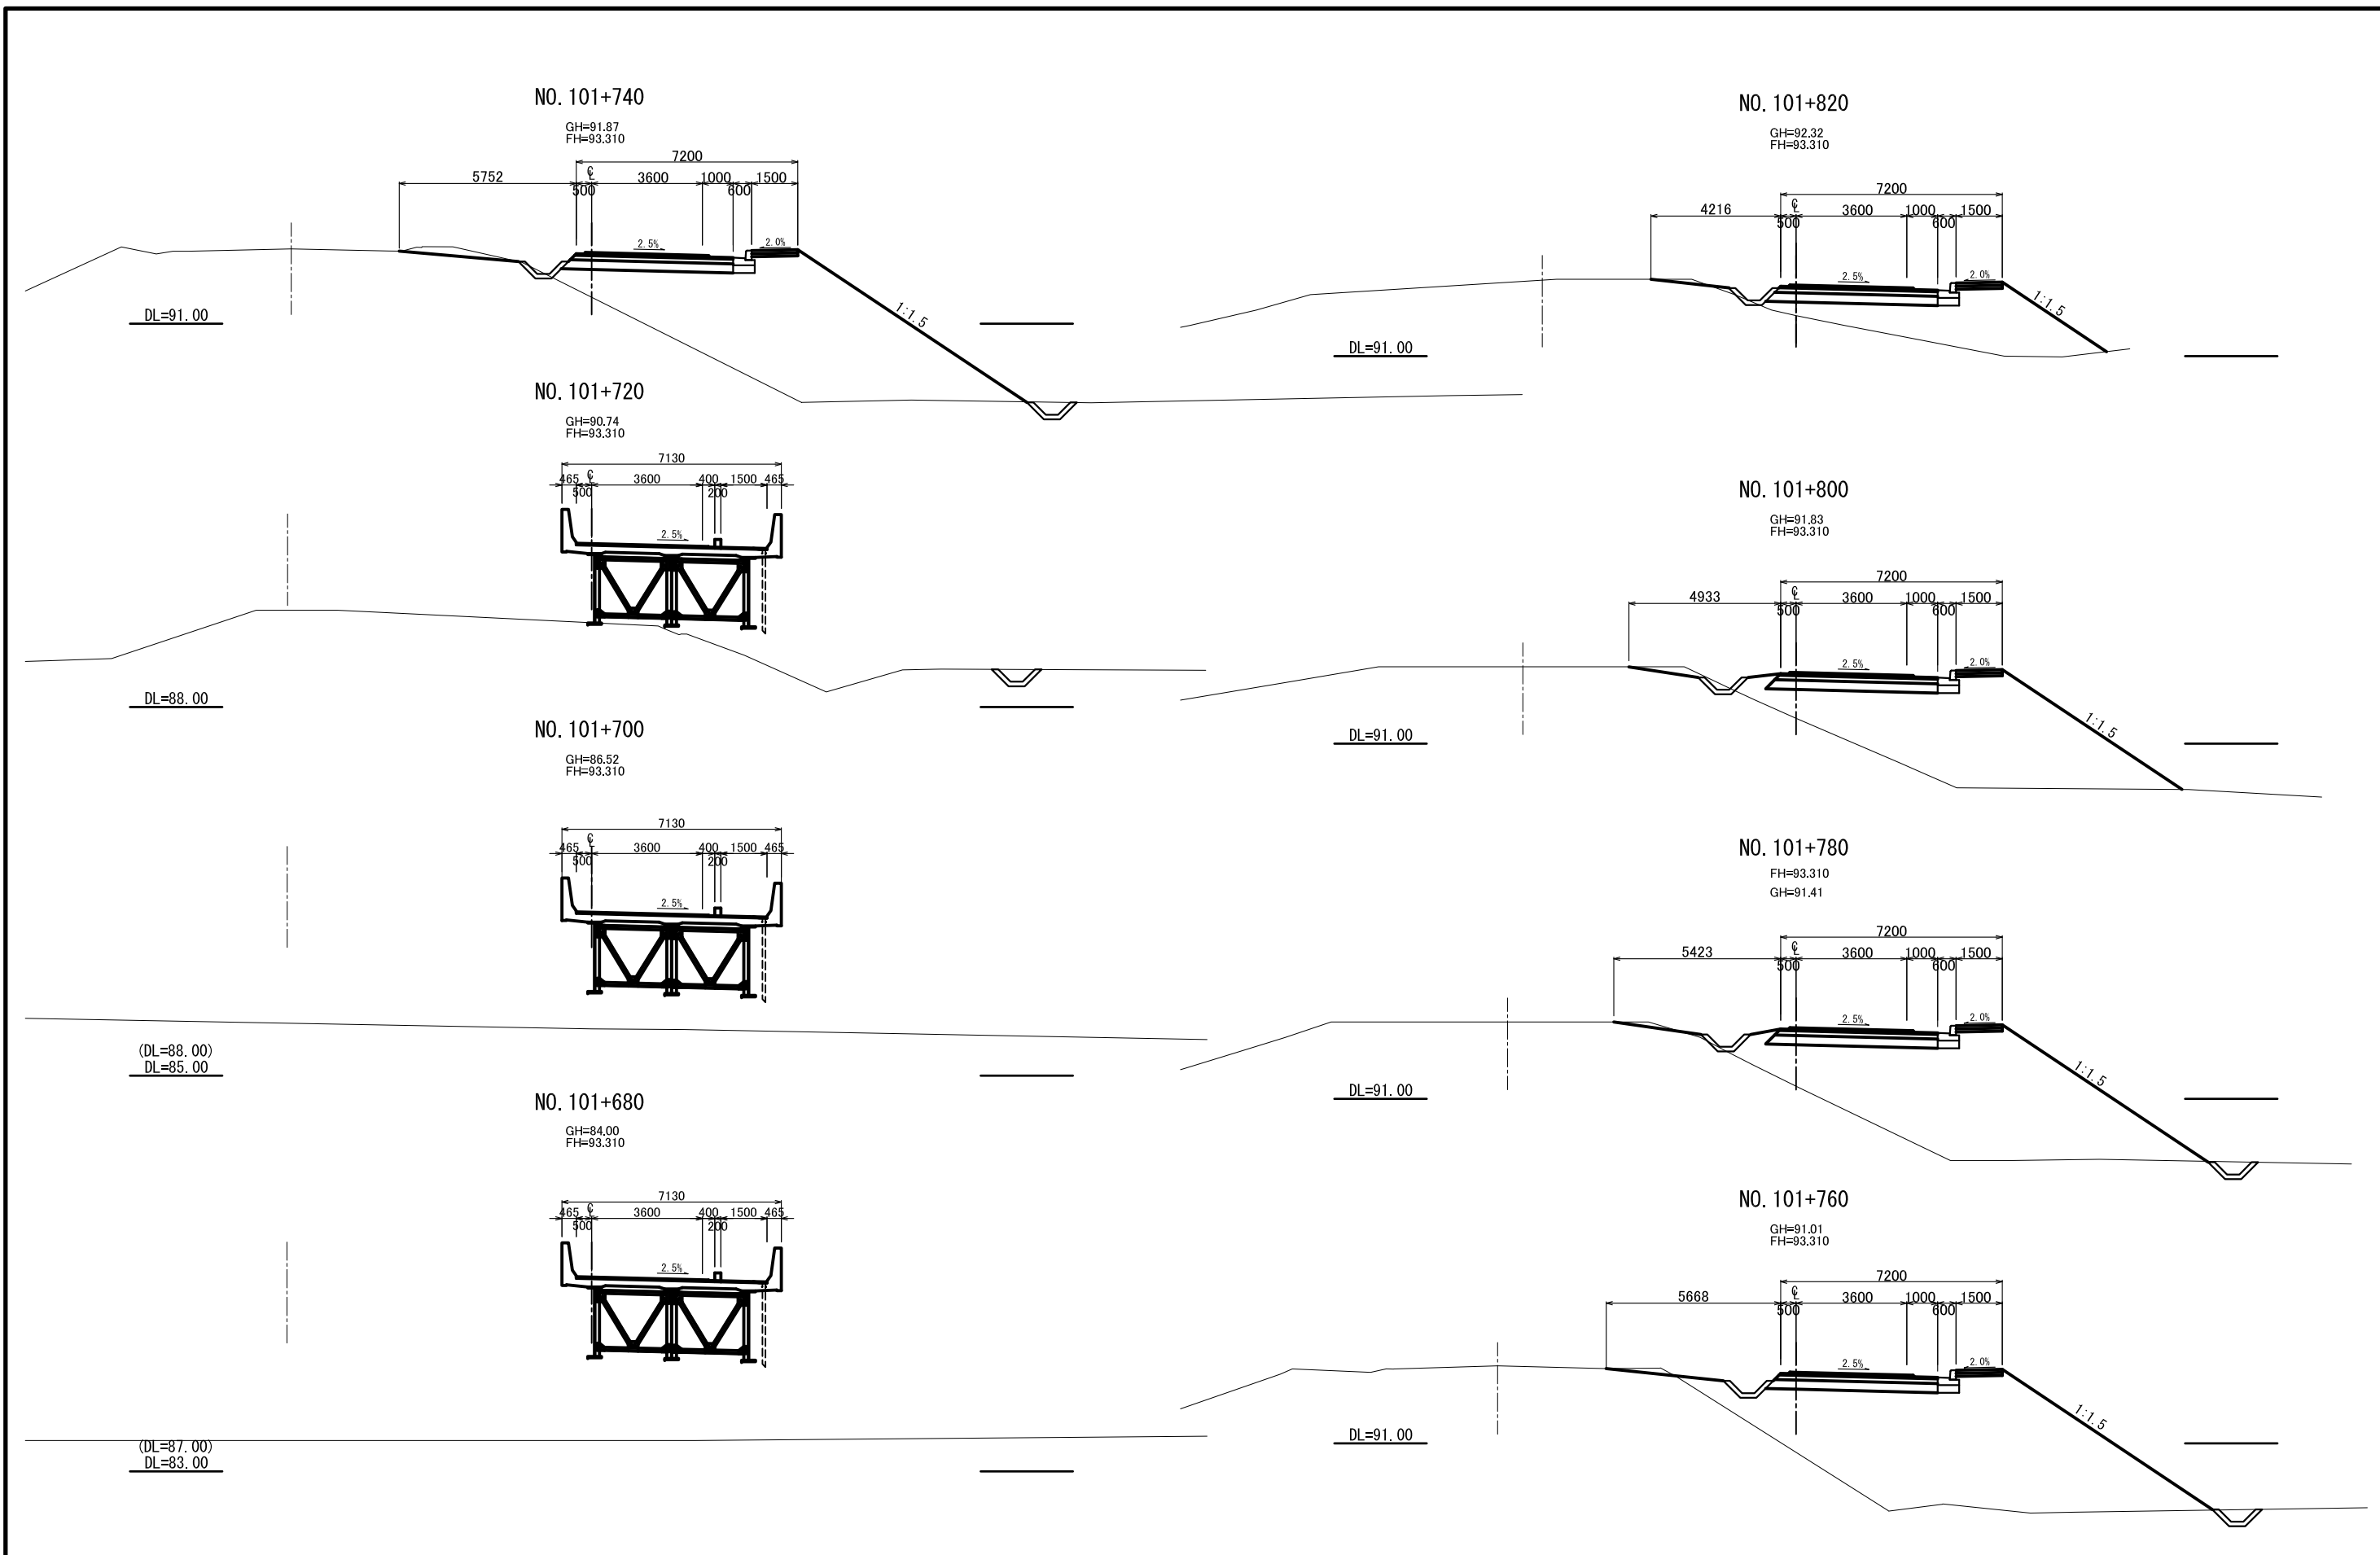 NO. 101+740
GH=91.87
FH=93.310
7200
5752
℄
3600
1000
1500
500
600
2.5%
2.0%
1:1.5
DL=91.00
NO. 101+720
GH=90.74
FH=93.310
7130
465
℄
3600
400
1500
465
500
200
2.5%
DL=88.00
NO. 101+700
GH=86.52
FH=93.310
7130
465
℄
3600
400
1500
465
500
200
2.5%
(DL=88.00)
DL=85.00
NO. 101+680
GH=84.00
FH=93.310
7130
465
℄
3600
400
1500
465
500
200
2.5%
(DL=87.00)
DL=83.00
NO. 101+820
GH=92.32
FH=93.310
7200
4216
℄
3600
1000
1500
500
600
2.5%
2.0%
1:1.5
DL=91.00
NO. 101+800
GH=91.83
FH=93.310
7200
4933
℄
3600
1000
1500
500
600
2.5%
2.0%
1:1.5
DL=91.00
NO. 101+780
FH=93.310
GH=91.41
7200
5423
℄
3600
1000
1500
500
600
2.5%
2.0%
1:1.5
DL=91.00
NO. 101+760
GH=91.01
FH=93.310
7200
5668
℄
3600
1000
1500
500
600
2.5%
2.0%
1:1.5
DL=91.00